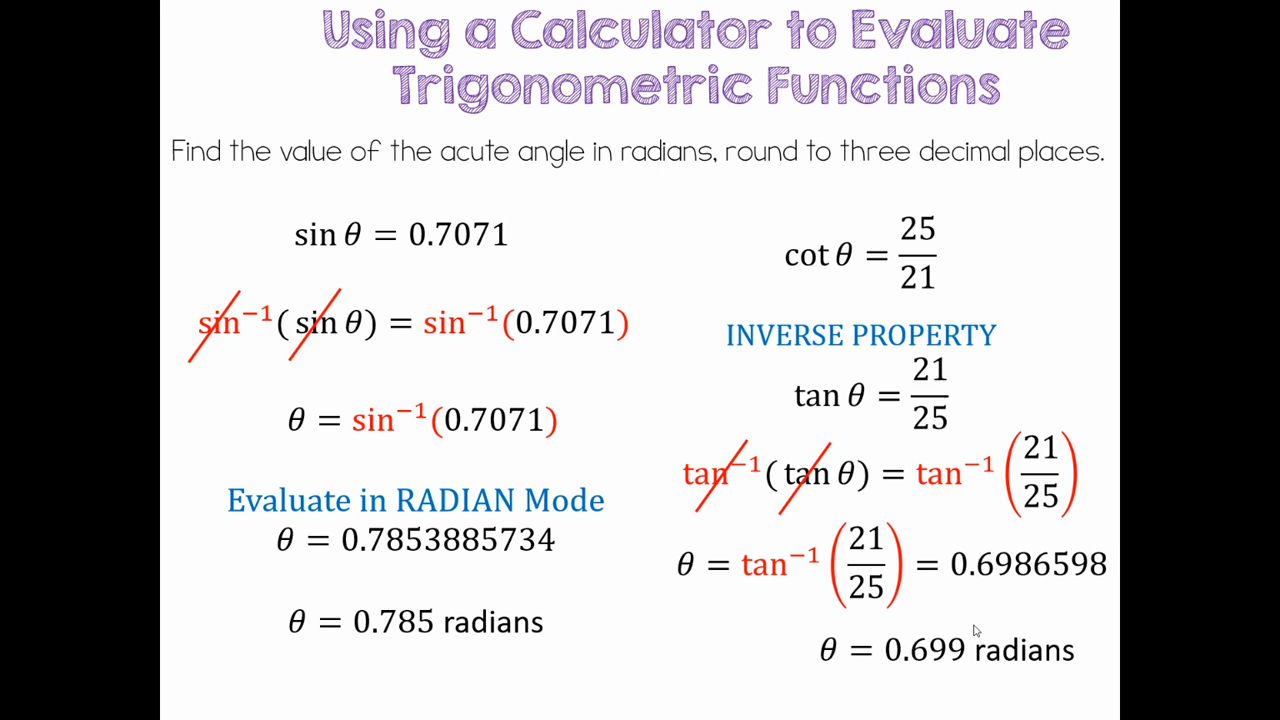 Using a Calculator to Evaluate
Trigonometric Functions
Find the value of the acute angle in radians, round to three decimal places.
sin θ = 0.7071
sin⁻¹( sin θ) = sin⁻¹(0.7071)
θ = sin⁻¹(0.7071)
Evaluate in RADIAN Mode
θ = 0.7853885734
θ = 0.785 radians
cot θ = 25/21
INVERSE PROPERTY
tan θ = 21/25
tan⁻¹( tan θ) = tan⁻¹(21/25)
θ = tan⁻¹(21/25) = 0.6986598
θ = 0.699 radians